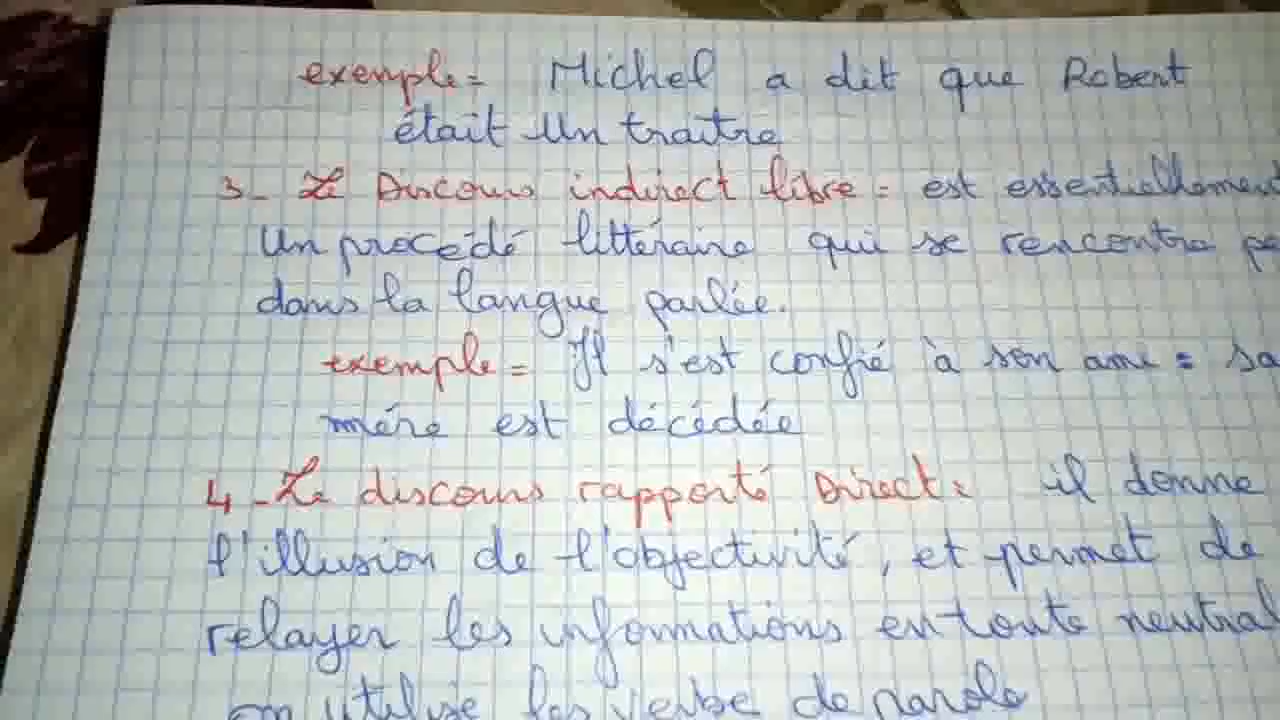 exemple = Michel a dit que Robert
était un traitre
3 - Le Discours indirect libre = est essentiellement
Un procédé littéraire qui se rencontre
dans la langue parlée.
exemple = Il s'est confié à son ami = sa
mére est décédée
4 - Le discours rapporté Direct = il donne
l'illusion de l'objectivité, et permet de
relayer les informations en toute
on utilise les verbe de parole